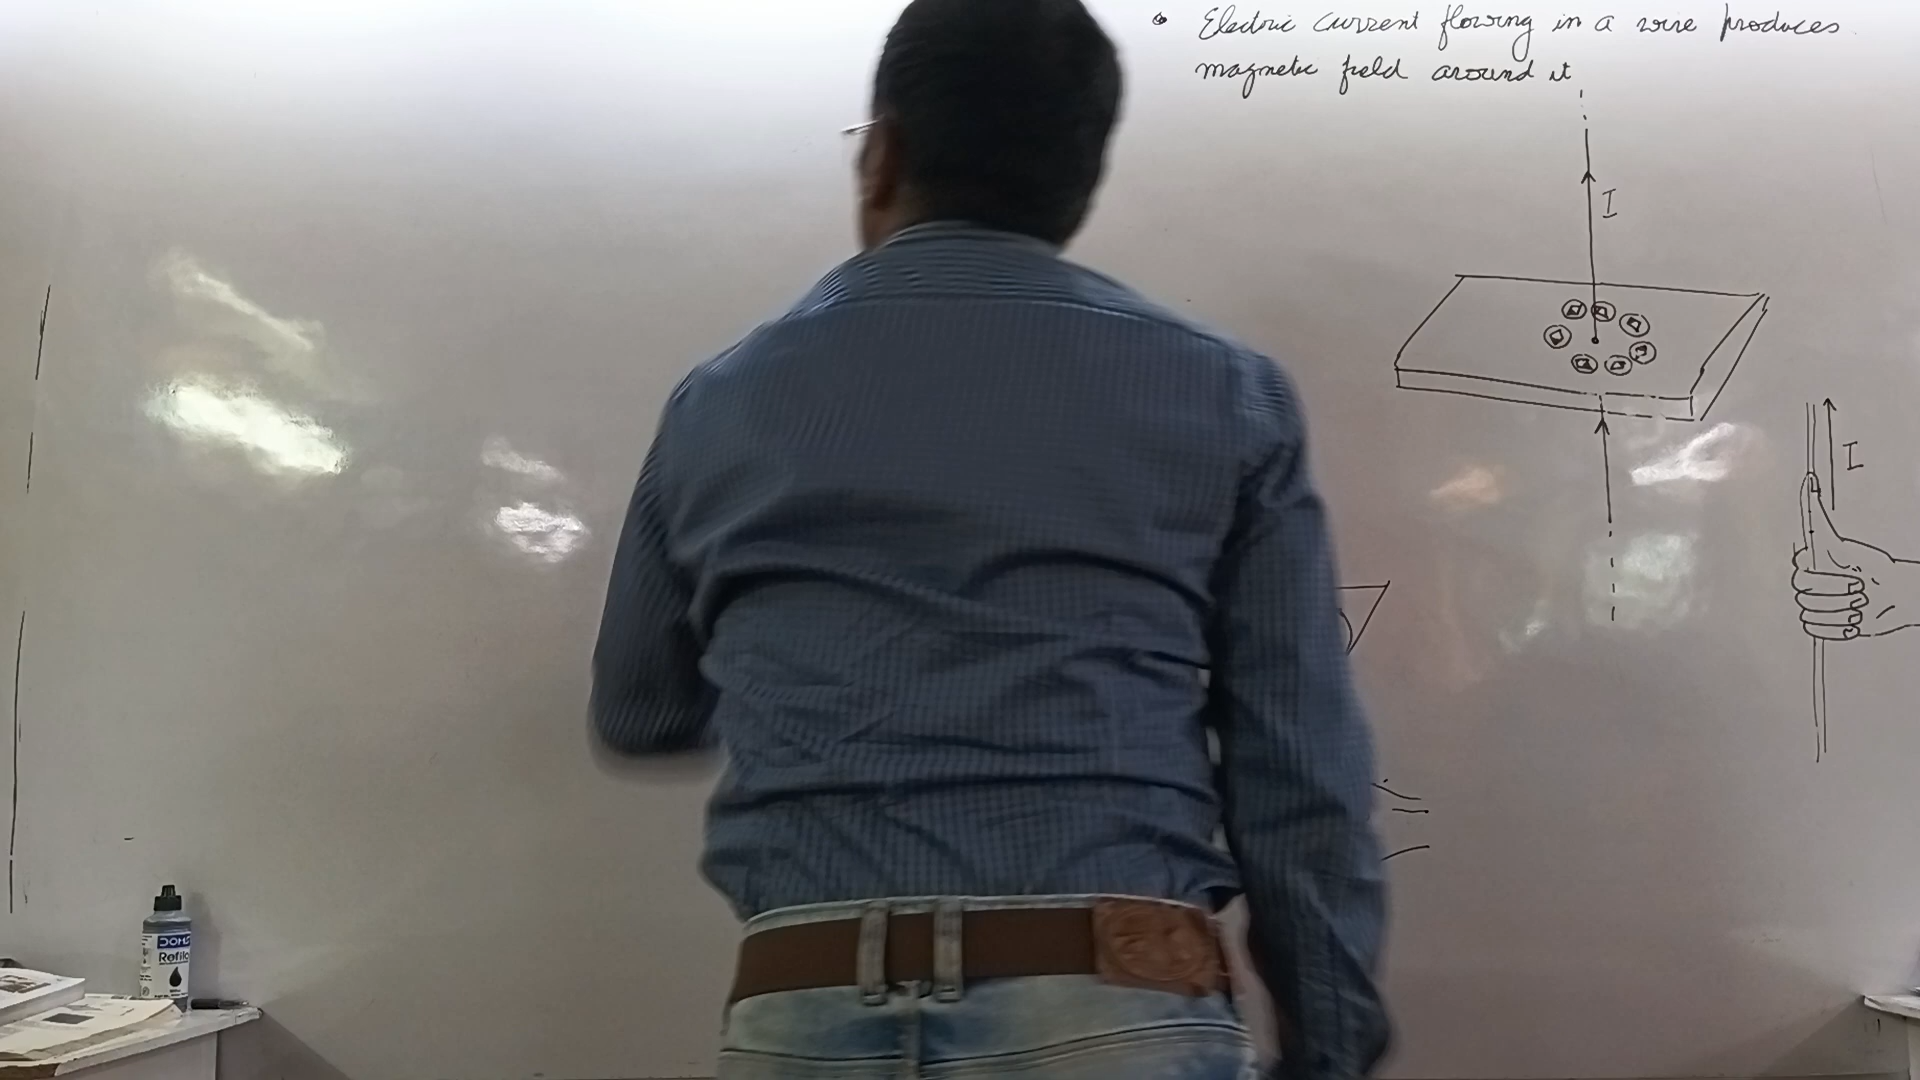 • Electric current flowing in a wire produces
magnetic field around it
I
I
DOMS
Refill